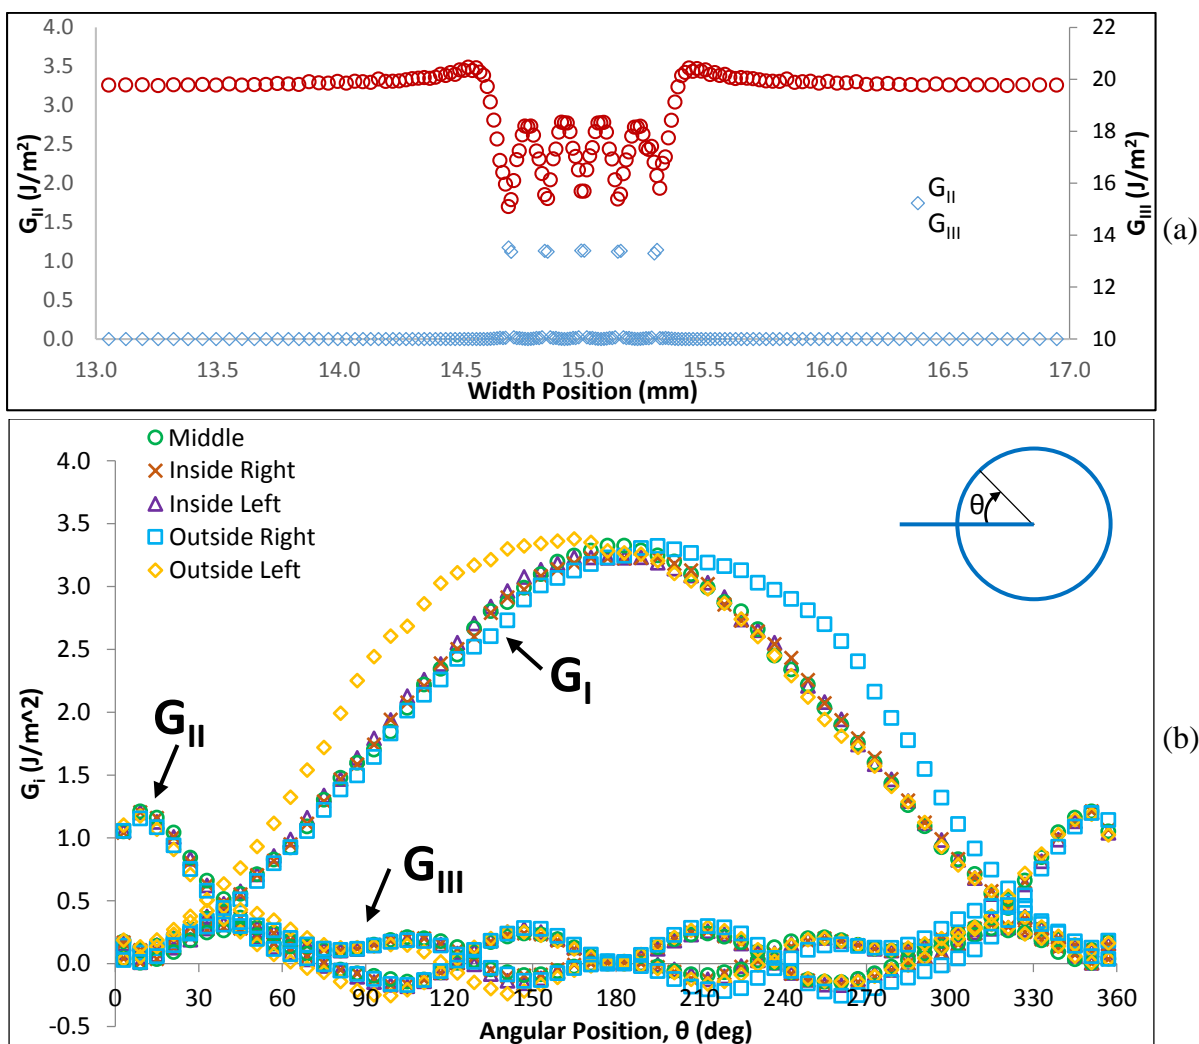 4.0
3.5
3.0
2.5
2.0
1.5
1.0
0.5
0.0
G_II (J/m²)
22
20
18
16
14
12
10
G_III (J/m²)
G_II
G_III
13.0 13.5 14.0 14.5 15.0 15.5 16.0 16.5 17.0
Width Position (mm)
(a)
Middle
Inside Right
Inside Left
Outside Right
Outside Left
4.0
3.5
3.0
2.5
2.0
1.5
1.0
0.5
0.0
-0.5
G_i (J/m^2)
θ
G_I
G_II
G_III
0 30 60 90 120 150 180 210 240 270 300 330 360
Angular Position, θ (deg)
(b)